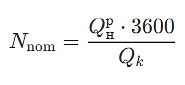 N_nom = (Q_н^р · 3600) / Q_k